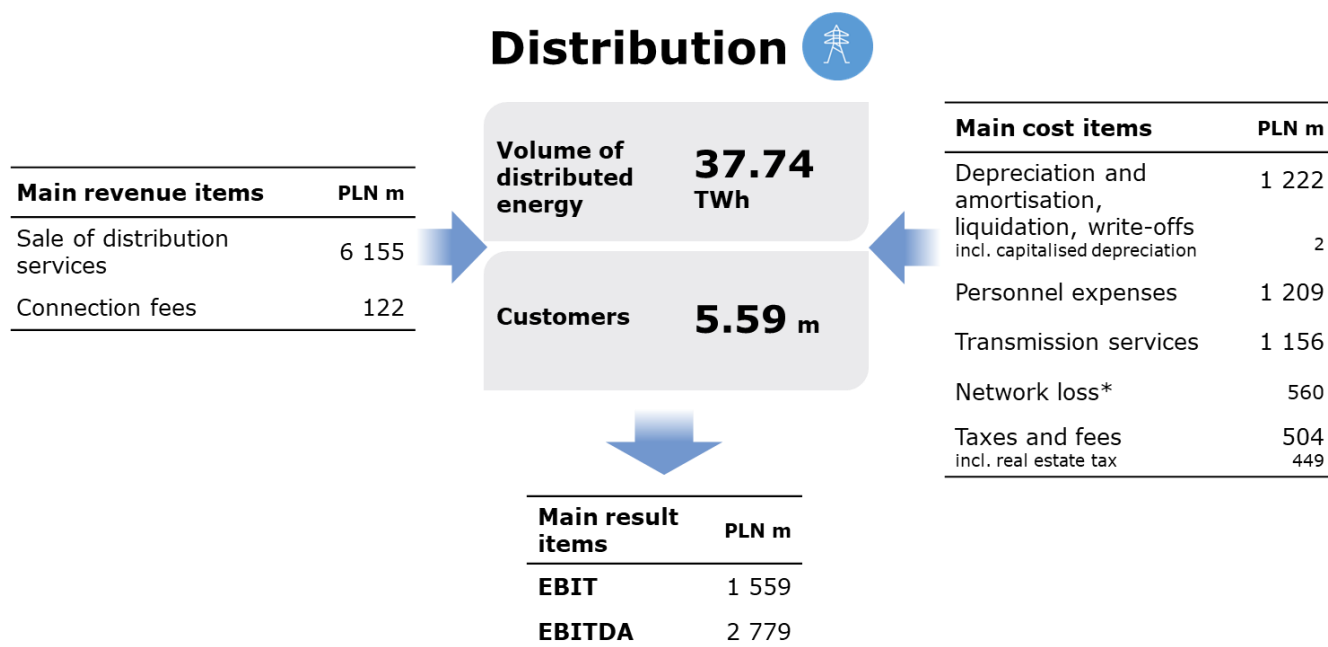 Distribution
Main revenue items PLN m
Sale of distribution
services 6 155
Connection fees 122
Volume of
distributed
energy
37.74
TWh
Customers 5.59 m
Main cost items PLN m
Depreciation and
amortisation,
liquidation, write-offs 1 222
incl. capitalised depreciation 2
Personnel expenses 1 209
Transmission services 1 156
Network loss* 560
Taxes and fees 504
incl. real estate tax 449
Main result
items PLN m
EBIT 1 559
EBITDA 2 779